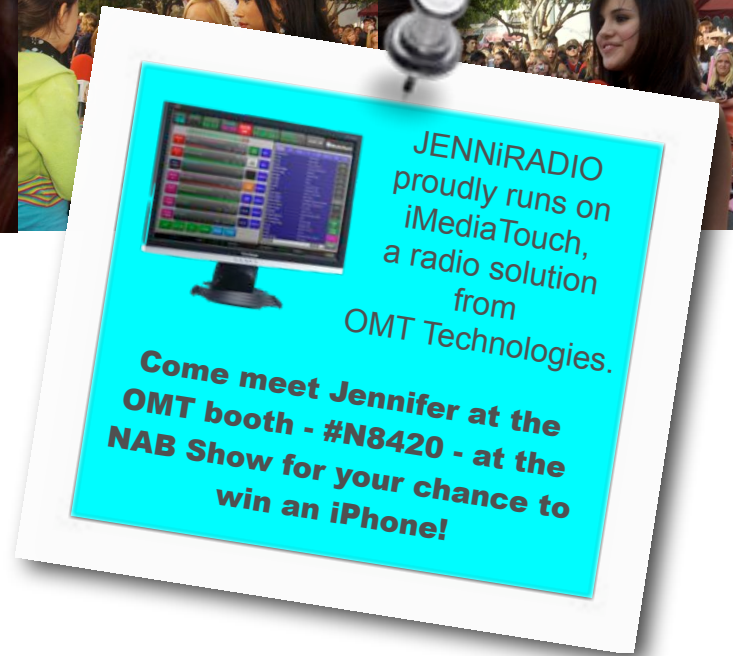 JENNiRADIO
proudly runs on
iMediaTouch,
a radio solution
from
OMT Technologies.
Come meet Jennifer at the
OMT booth - #N8420 - at the
NAB Show for your chance to
win an iPhone!